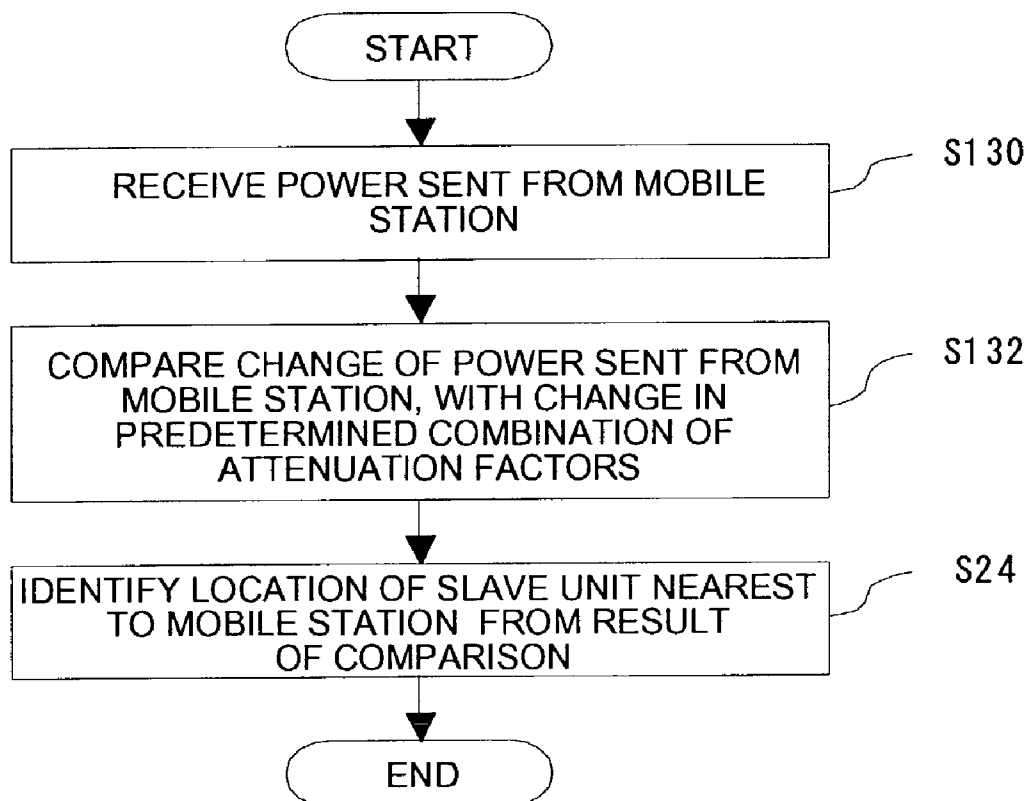 START
RECEIVE POWER SENT FROM MOBILE
STATION
S130
COMPARE CHANGE OF POWER SENT FROM
MOBILE STATION, WITH CHANGE IN
PREDETERMINED COMBINATION OF
ATTENUATION FACTORS
S132
IDENTIFY LOCATION OF SLAVE UNIT NEAREST
TO MOBILE STATION FROM RESULT
OF COMPARISON
S24
END